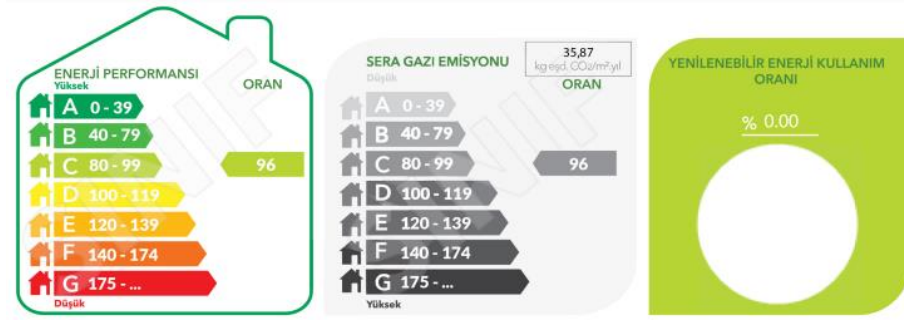 ENERJİ PERFORMANSI
Yüksek
ORAN
A 0 - 39
B 40 - 79
C 80 - 99
96
D 100 - 119
E 120 - 139
F 140 - 174
G 175 - ...
Düşük
SERA GAZI EMİSYONU
Düşük
35,87
kg eşd. CO₂/m².yıl
ORAN
A 0 - 39
B 40 - 79
C 80 - 99
96
D 100 - 119
E 120 - 139
F 140 - 174
G 175 - ...
Yüksek
YENİLENEBİLİR ENERJİ KULLANIM
ORANI
% 0.00